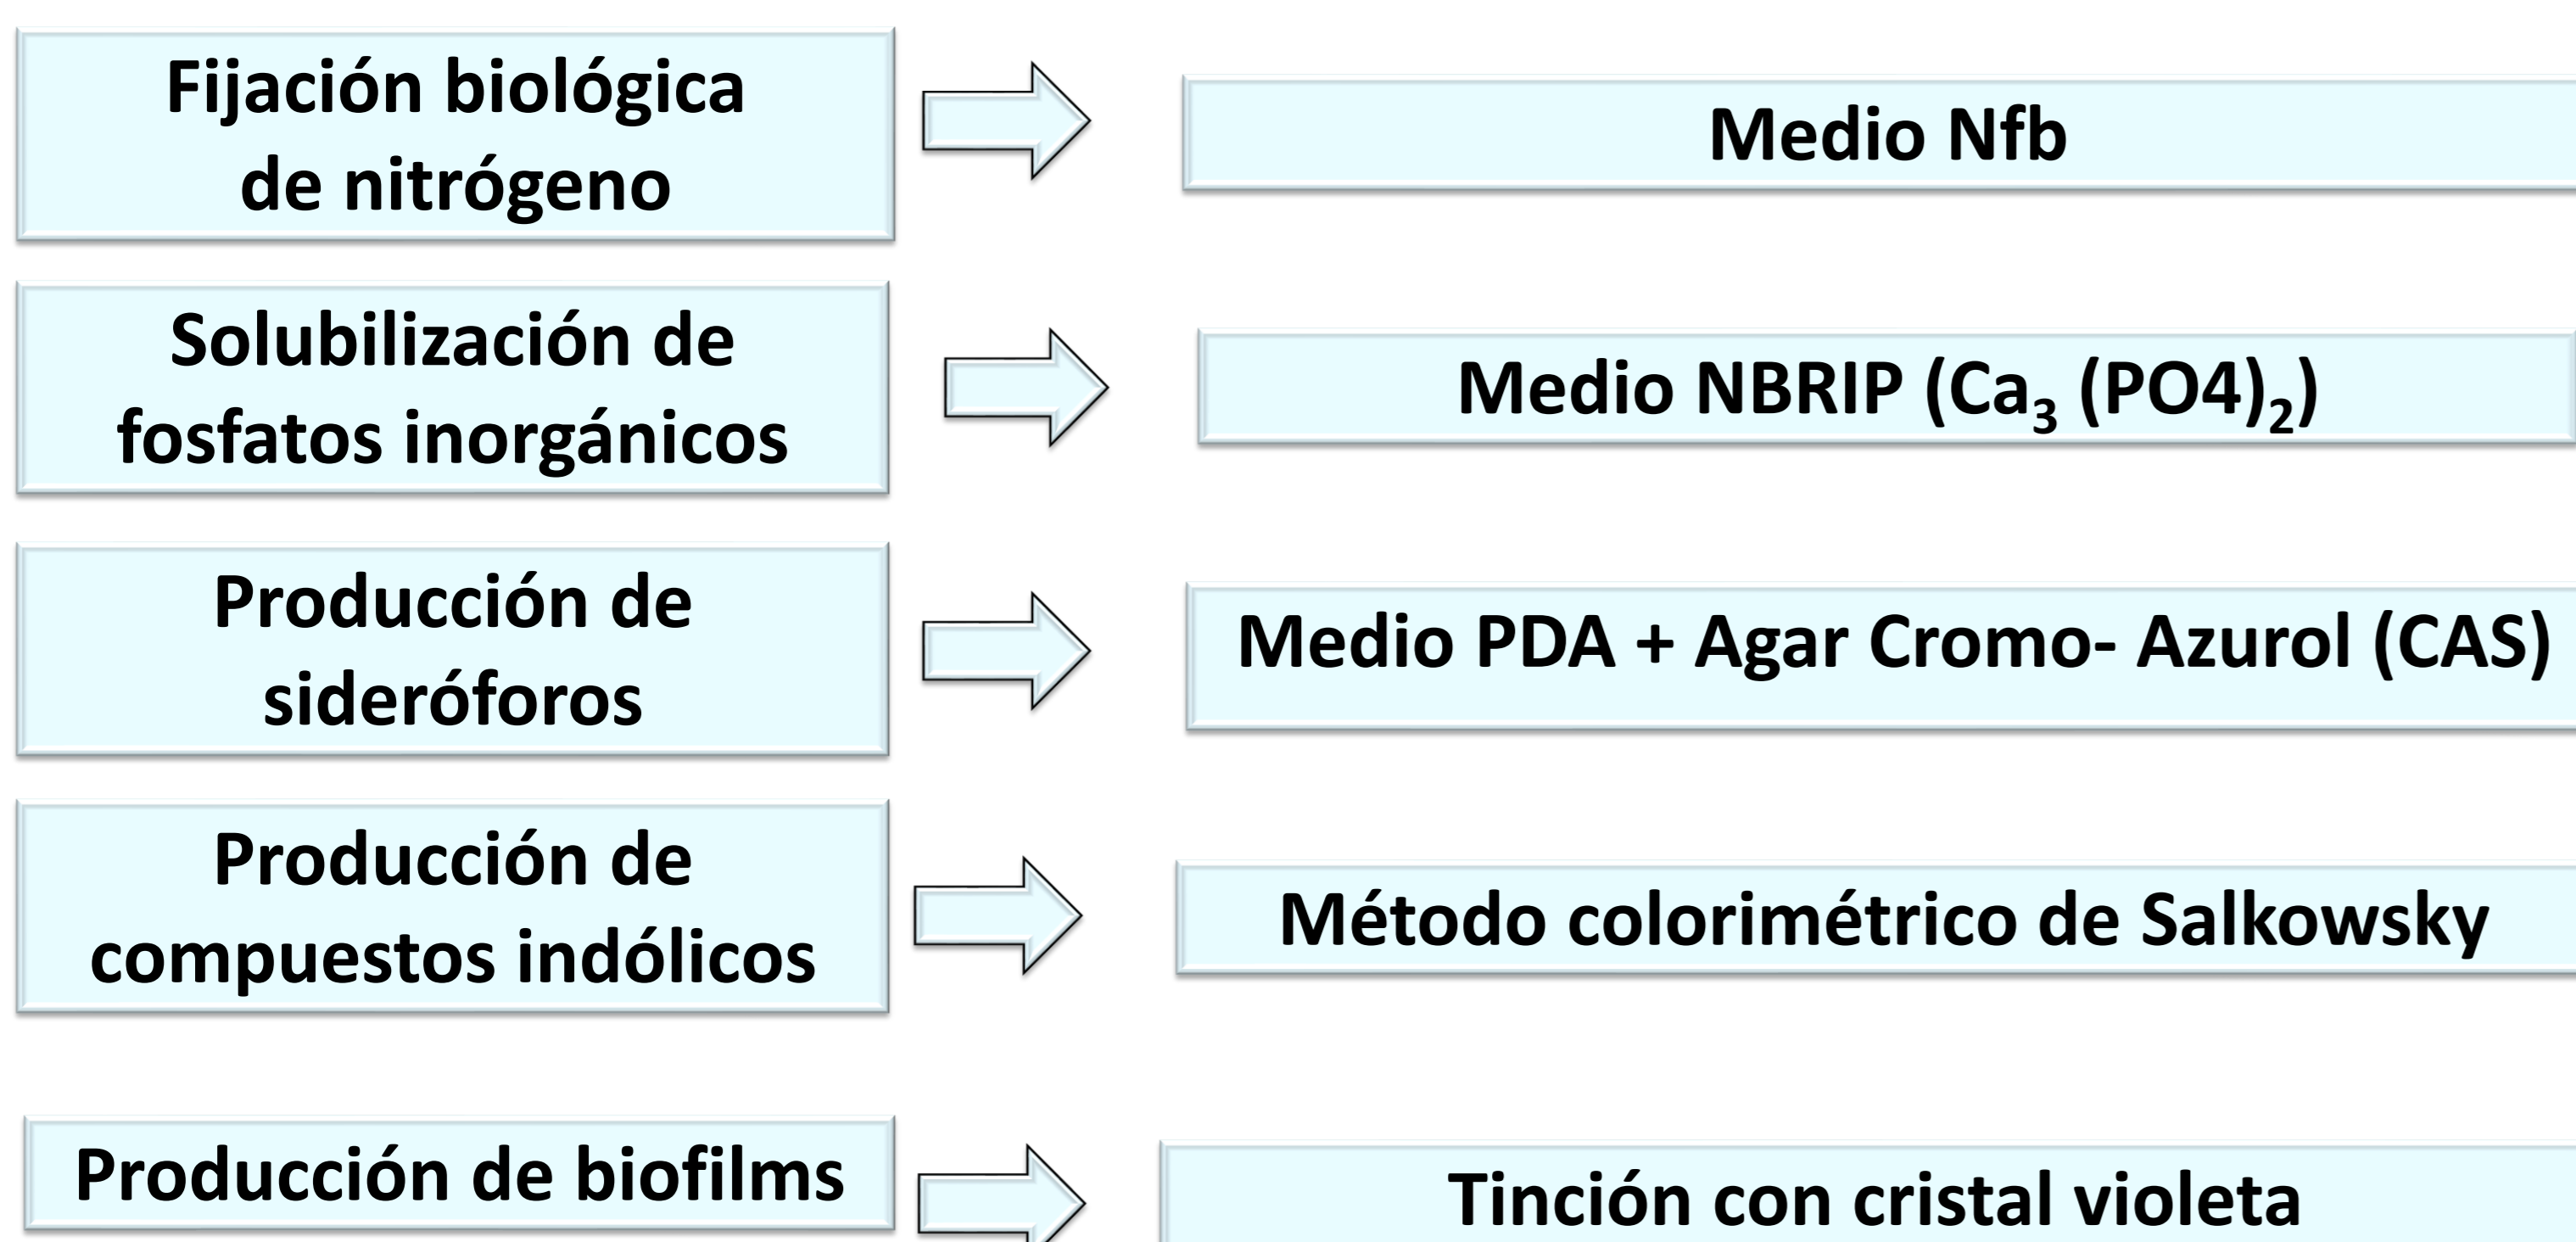 Fijación biológica
de nitrógeno
Medio Nfb
Solubilización de
fosfatos inorgánicos
Medio NBRIP (Ca₃ (PO4)₂)
Producción de
sideróforos
Medio PDA + Agar Cromo- Azurol (CAS)
Producción de
compuestos indólicos
Método colorimétrico de Salkowsky
Producción de biofilms
Tinción con cristal violeta